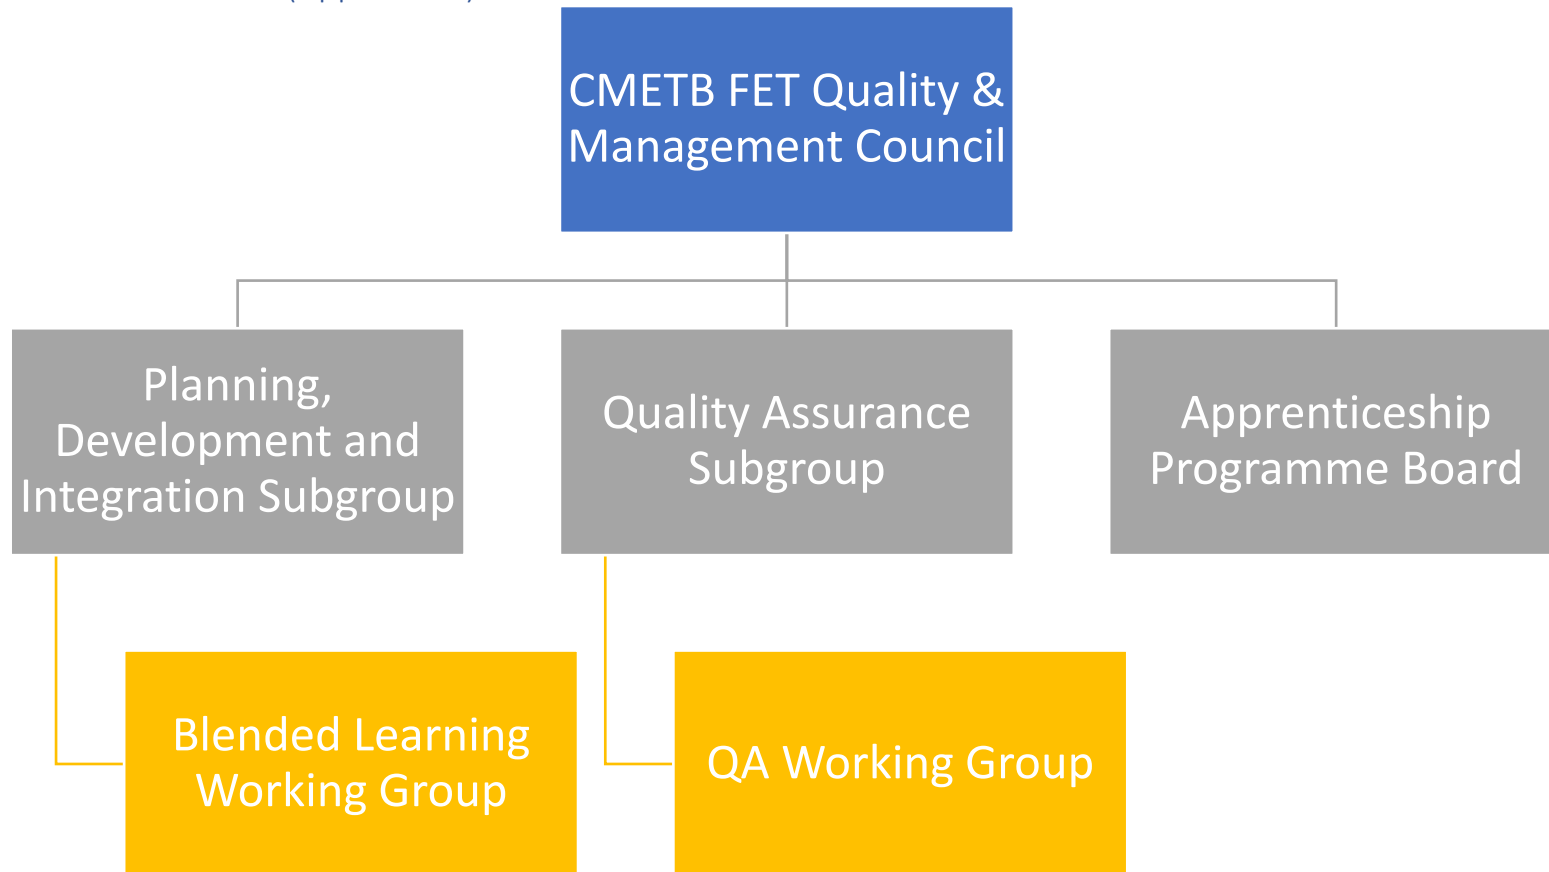 CMETB FET Quality &
Management Council
Planning,
Development and
Integration Subgroup
Quality Assurance
Subgroup
Apprenticeship
Programme Board
Blended Learning
Working Group
QA Working Group